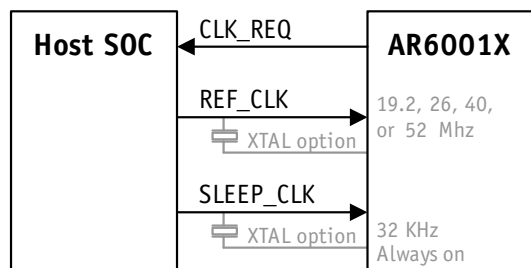 CLK_REQ
Host SOC
AR6001X
REF_CLK
19.2, 26, 40,
or 52 Mhz
XTAL option
SLEEP_CLK
XTAL option
32 KHz
Always on